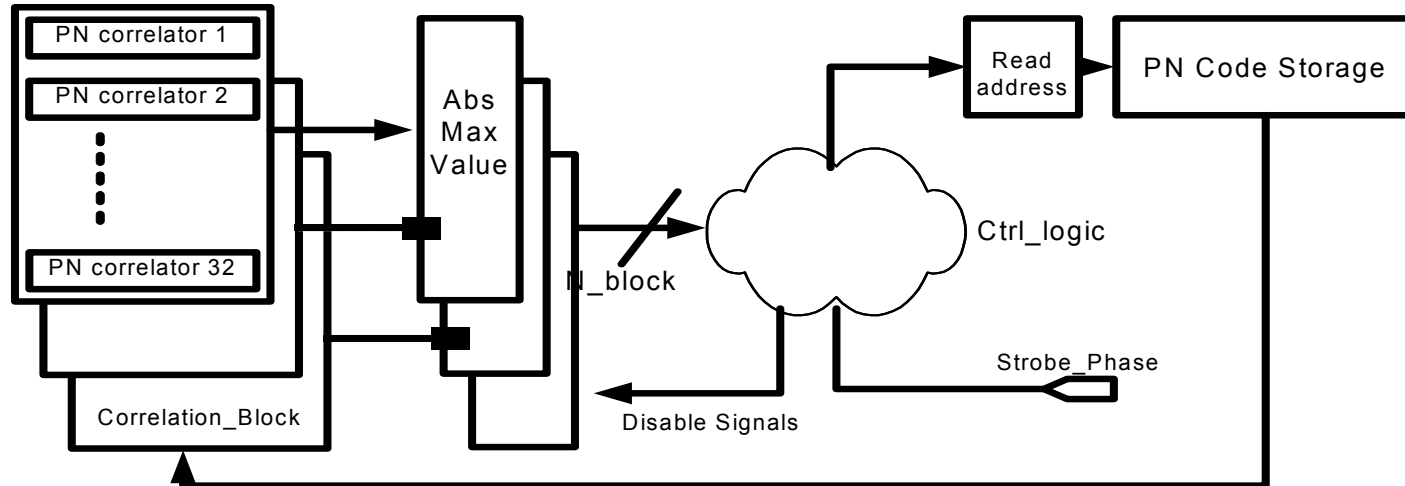 PN correlator 1
PN correlator 2
PN correlator 32
Correlation_Block
Abs
Max
Value
N_block
Ctrl_logic
Read
address
PN Code Storage
Strobe_Phase
Disable Signals